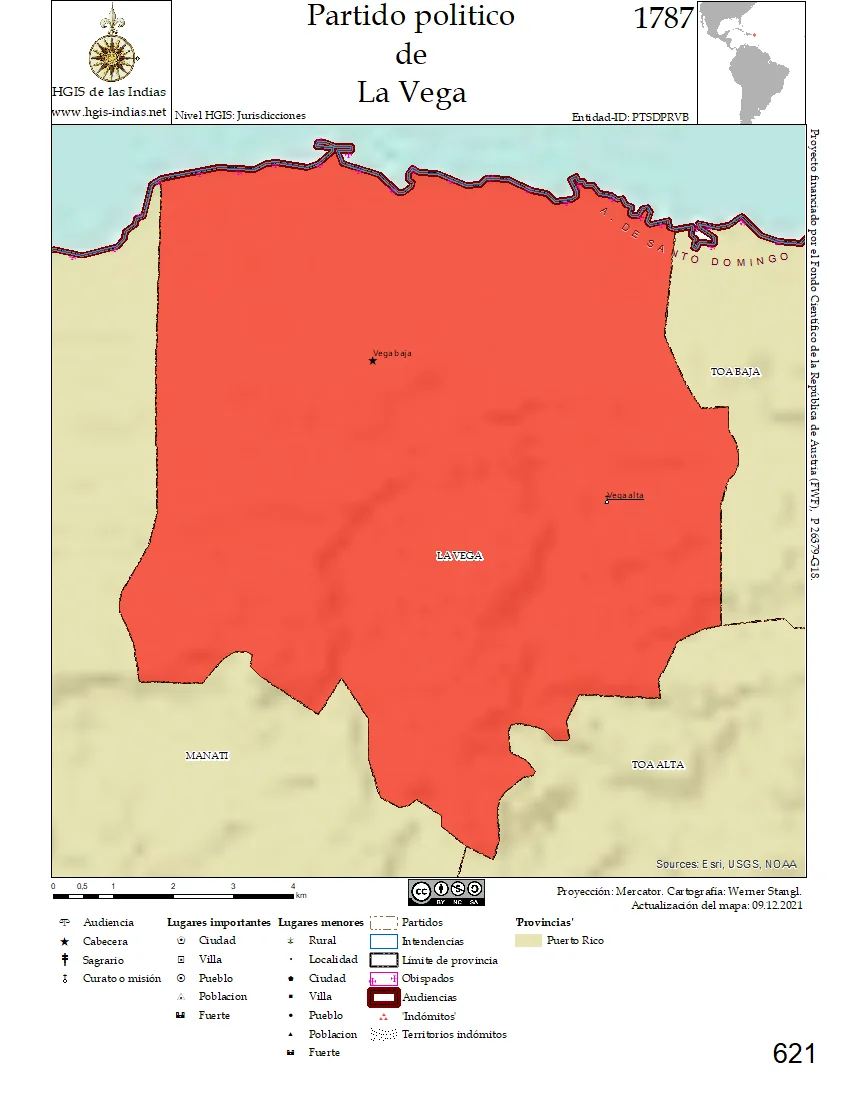 Partido politico
de
La Vega
1787
HGIS de las Indias
www.hgis-indias.net
Nivel HGIS: Jurisdicciones
Entidad-ID: PTSDPRVB
Proyecto financiado por el Fondo Científico de la República de Austria (FWF), P 26379-G18.
A. DE SANTO DOMINGO
Vega baja
TOA BAJA
Vega alta
LA VEGA
MANATI
TOA ALTA
Sources: Esri, USGS, NOAA
0 0,5 1 2 3 4
km
cc BY NC SA
Proyección: Mercator. Cartografía: Werner Stangl.
Actualización del mapa: 09.12.2021
Audiencia
Cabecera
Sagrario
Curato o misión
Lugares importantes
Ciudad
Villa
Pueblo
Poblacion
Fuerte
Lugares menores
Rural
Localidad
Ciudad
Villa
Pueblo
Poblacion
Fuerte
Partidos
Intendencias
Límite de provincia
Obispados
Audiencias
'Indómitos'
Territorios indómitos
'Provincias'
Puerto Rico
621